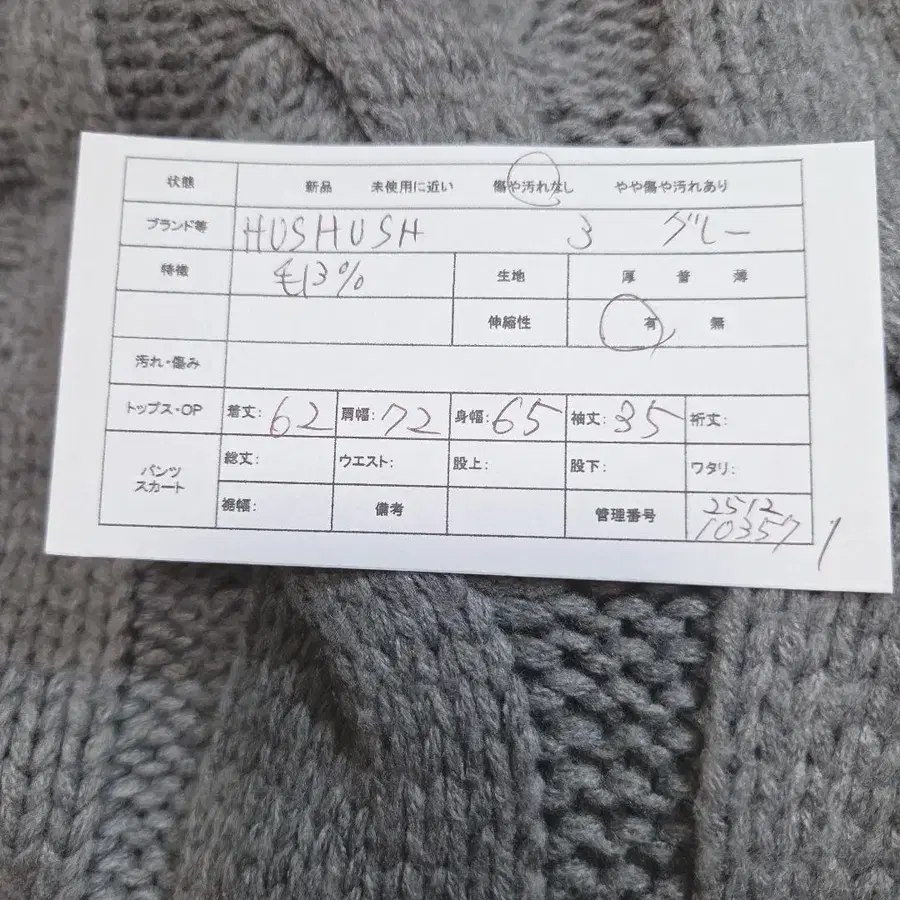 状態 新品 未使用に近い 傷や汚れなし やや傷や汚れあり
ブランド等 HUSHUSH 3 グレー
特徴 毛13% 生地 厚 普 薄
伸縮性 有 無
汚れ・傷み
トップス・OP 着丈: 62 肩幅: 72 身幅: 65 袖丈: 35 裄丈:
パンツ スカート 総丈: ウエスト: 股上: 股下: ワタリ:
裾幅: 備考 管理番号 2512
103571